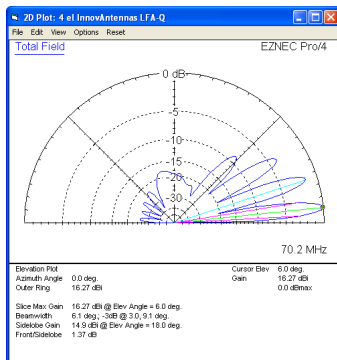 2D Plot: 4 el InnovAntennas LFA-Q
File Edit View Options Reset
Total Field
EZNEC Pro/4
0 dB
-5
-10
-15
-20
-30
70.2 MHz
Elevation Plot
Azimuth Angle 0.0 deg.
Outer Ring 16.27 dBi
Cursor Elev 6.0 deg.
Gain 16.27 dBi
0.0 dBmax
Slice Max Gain 16.27 dBi @ Elev Angle = 6.0 deg.
Beamwidth 6.1 deg.; -3dB @ 3.0, 9.1 deg.
Sidelobe Gain 14.9 dBi @ Elev Angle = 18.0 deg.
Front/Sidelobe 1.37 dB